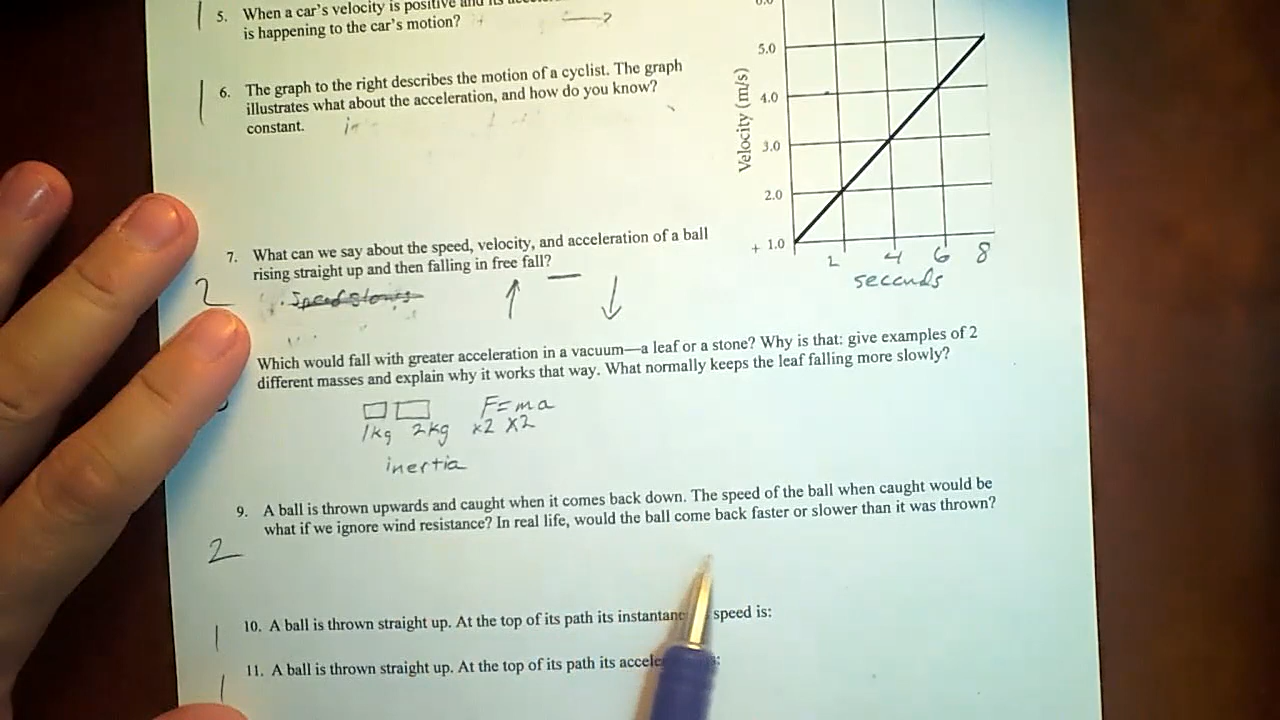 5. When a car's velocity is positive and its
is happening to the car's motion? +
6. The graph to the right describes the motion of a cyclist. The graph
illustrates what about the acceleration, and how do you know?
constant.
7. What can we say about the speed, velocity, and acceleration of a ball
rising straight up and then falling in free fall?
2
Speed slows
Which would fall with greater acceleration in a vacuum—a leaf or a stone? Why is that: give examples of 2
different masses and explain why it works that way. What normally keeps the leaf falling more slowly?
F=ma
1kg 2kg x2 x2
inertia
9. A ball is thrown upwards and caught when it comes back down. The speed of the ball when caught would be
what if we ignore wind resistance? In real life, would the ball come back faster or slower than it was thrown?
2
10. A ball is thrown straight up. At the top of its path its speed is:
1
11. A ball is thrown straight up. At the top of its path its
1
Velocity (m/s)
6.0
5.0
4.0
3.0
2.0
+ 1.0
2 4 6 8
seconds